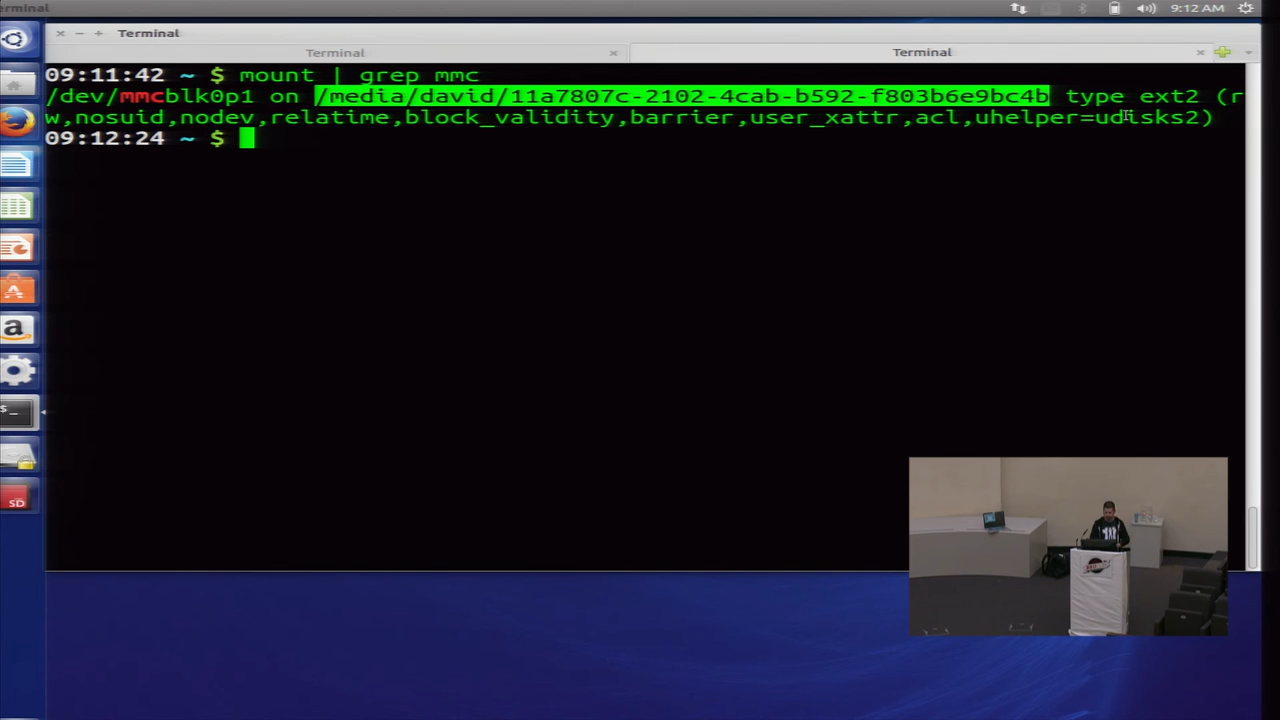 erminal
9:12 AM
Terminal
Terminal
Terminal
09:11:42 ~ $ mount | grep mmc
/dev/mmcblk0p1 on /media/david/11a7807c-2102-4cab-b592-f803b6e9bc4b type ext2 (r
w,nosuid,nodev,relatime,block_validity,barrier,user_xattr,acl,uhelper=udisks2)
09:12:24 ~ $
a
$_
SD